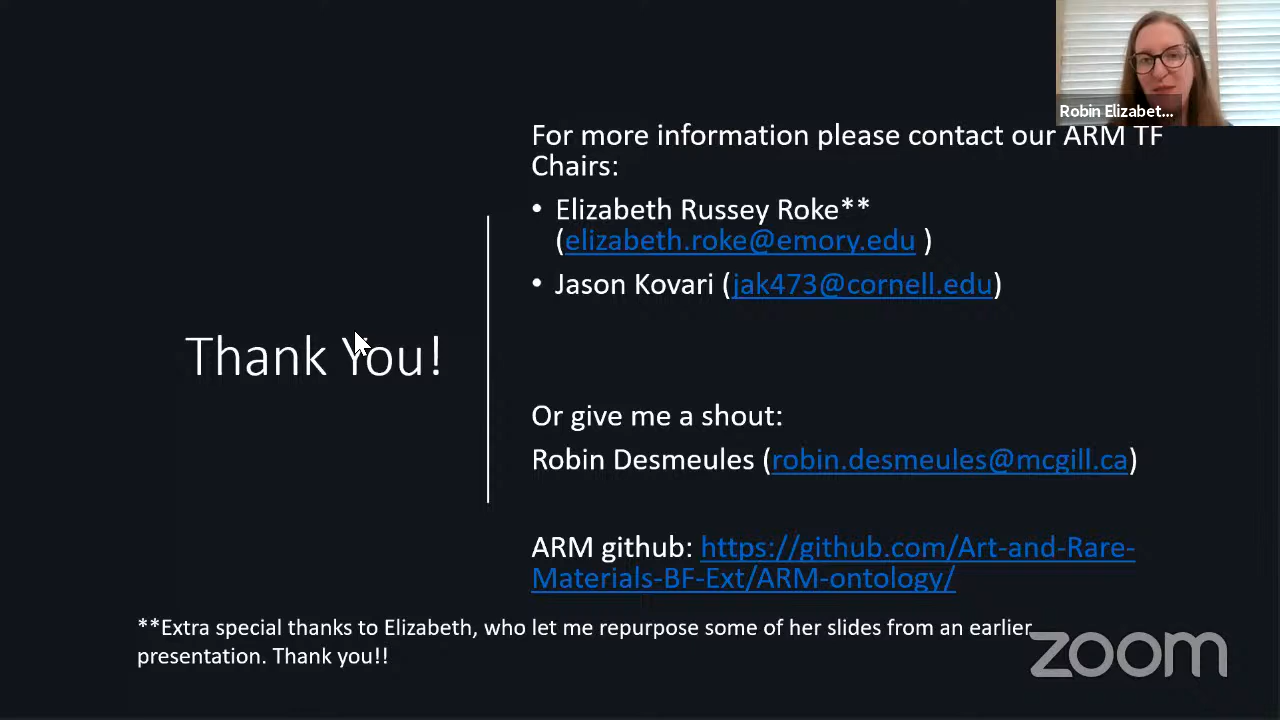 Robin Elizabet...
For more information please contact our ARM TF
Chairs:
• Elizabeth Russey Roke**
(elizabeth.roke@emory.edu )
• Jason Kovari (jak473@cornell.edu)
Thank You!
Or give me a shout:
Robin Desmeules (robin.desmeules@mcgill.ca)
ARM github: https://github.com/Art-and-Rare-
Materials-BF-Ext/ARM-ontology/
**Extra special thanks to Elizabeth, who let me repurpose some of her slides from an earlier
presentation. Thank you!!
zoom